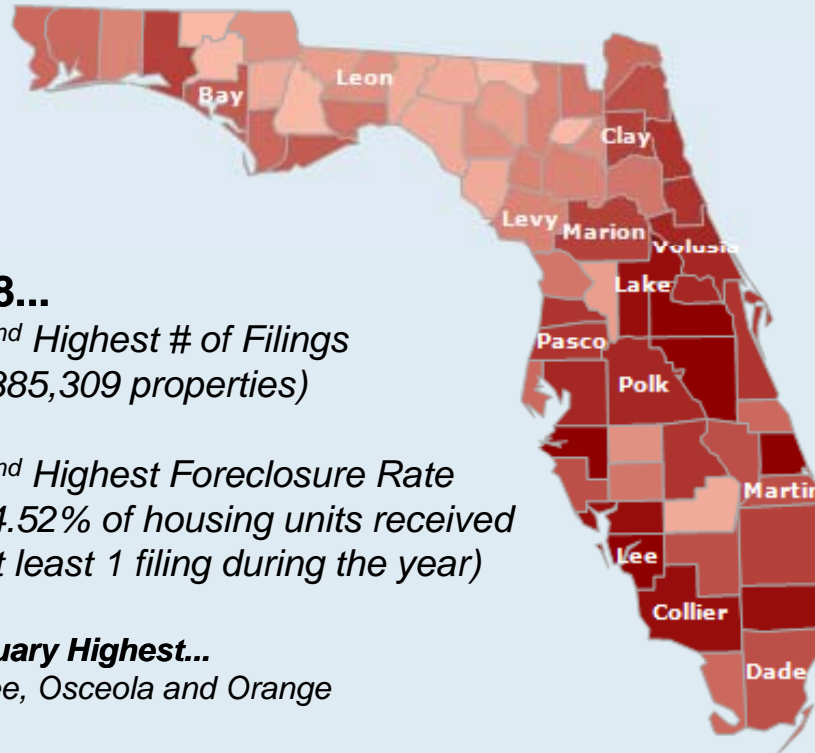 Leon
Bay
Clay
Levy
Marion
Volusia
8...
Lake
nd Highest # of Filings
Pasco
385,309 properties)
Polk
nd Highest Foreclosure Rate
4.52% of housing units received
Martin
t least 1 filing during the year)
Lee
Collier
uary Highest...
Dade
ee, Osceola and Orange